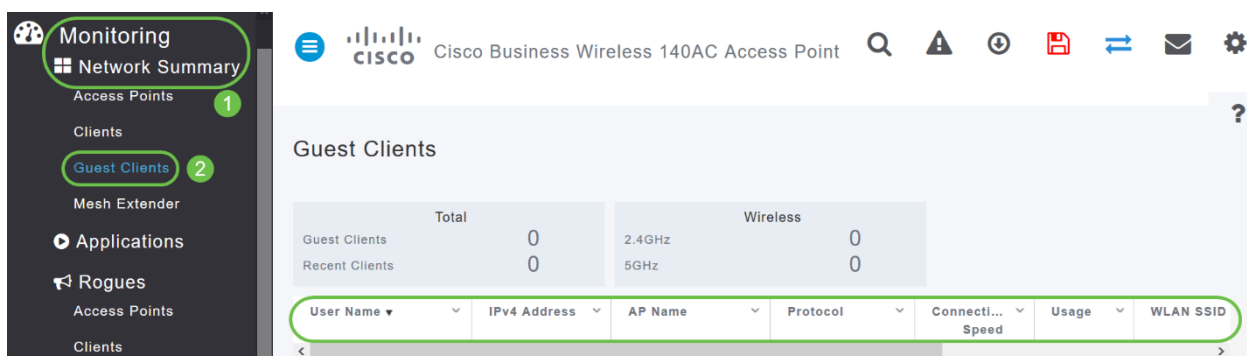 Monitoring
Network Summary
Access Points
1
Clients
Guest Clients 2
Mesh Extender
Applications
Rogues
Access Points
Clients
CISCO Cisco Business Wireless 140AC Access Point
?
Guest Clients
Total
Guest Clients 0
Recent Clients 0
Wireless
2.4GHz 0
5GHz 0
User Name IPv4 Address AP Name Protocol Connecti... Speed Usage WLAN SSID